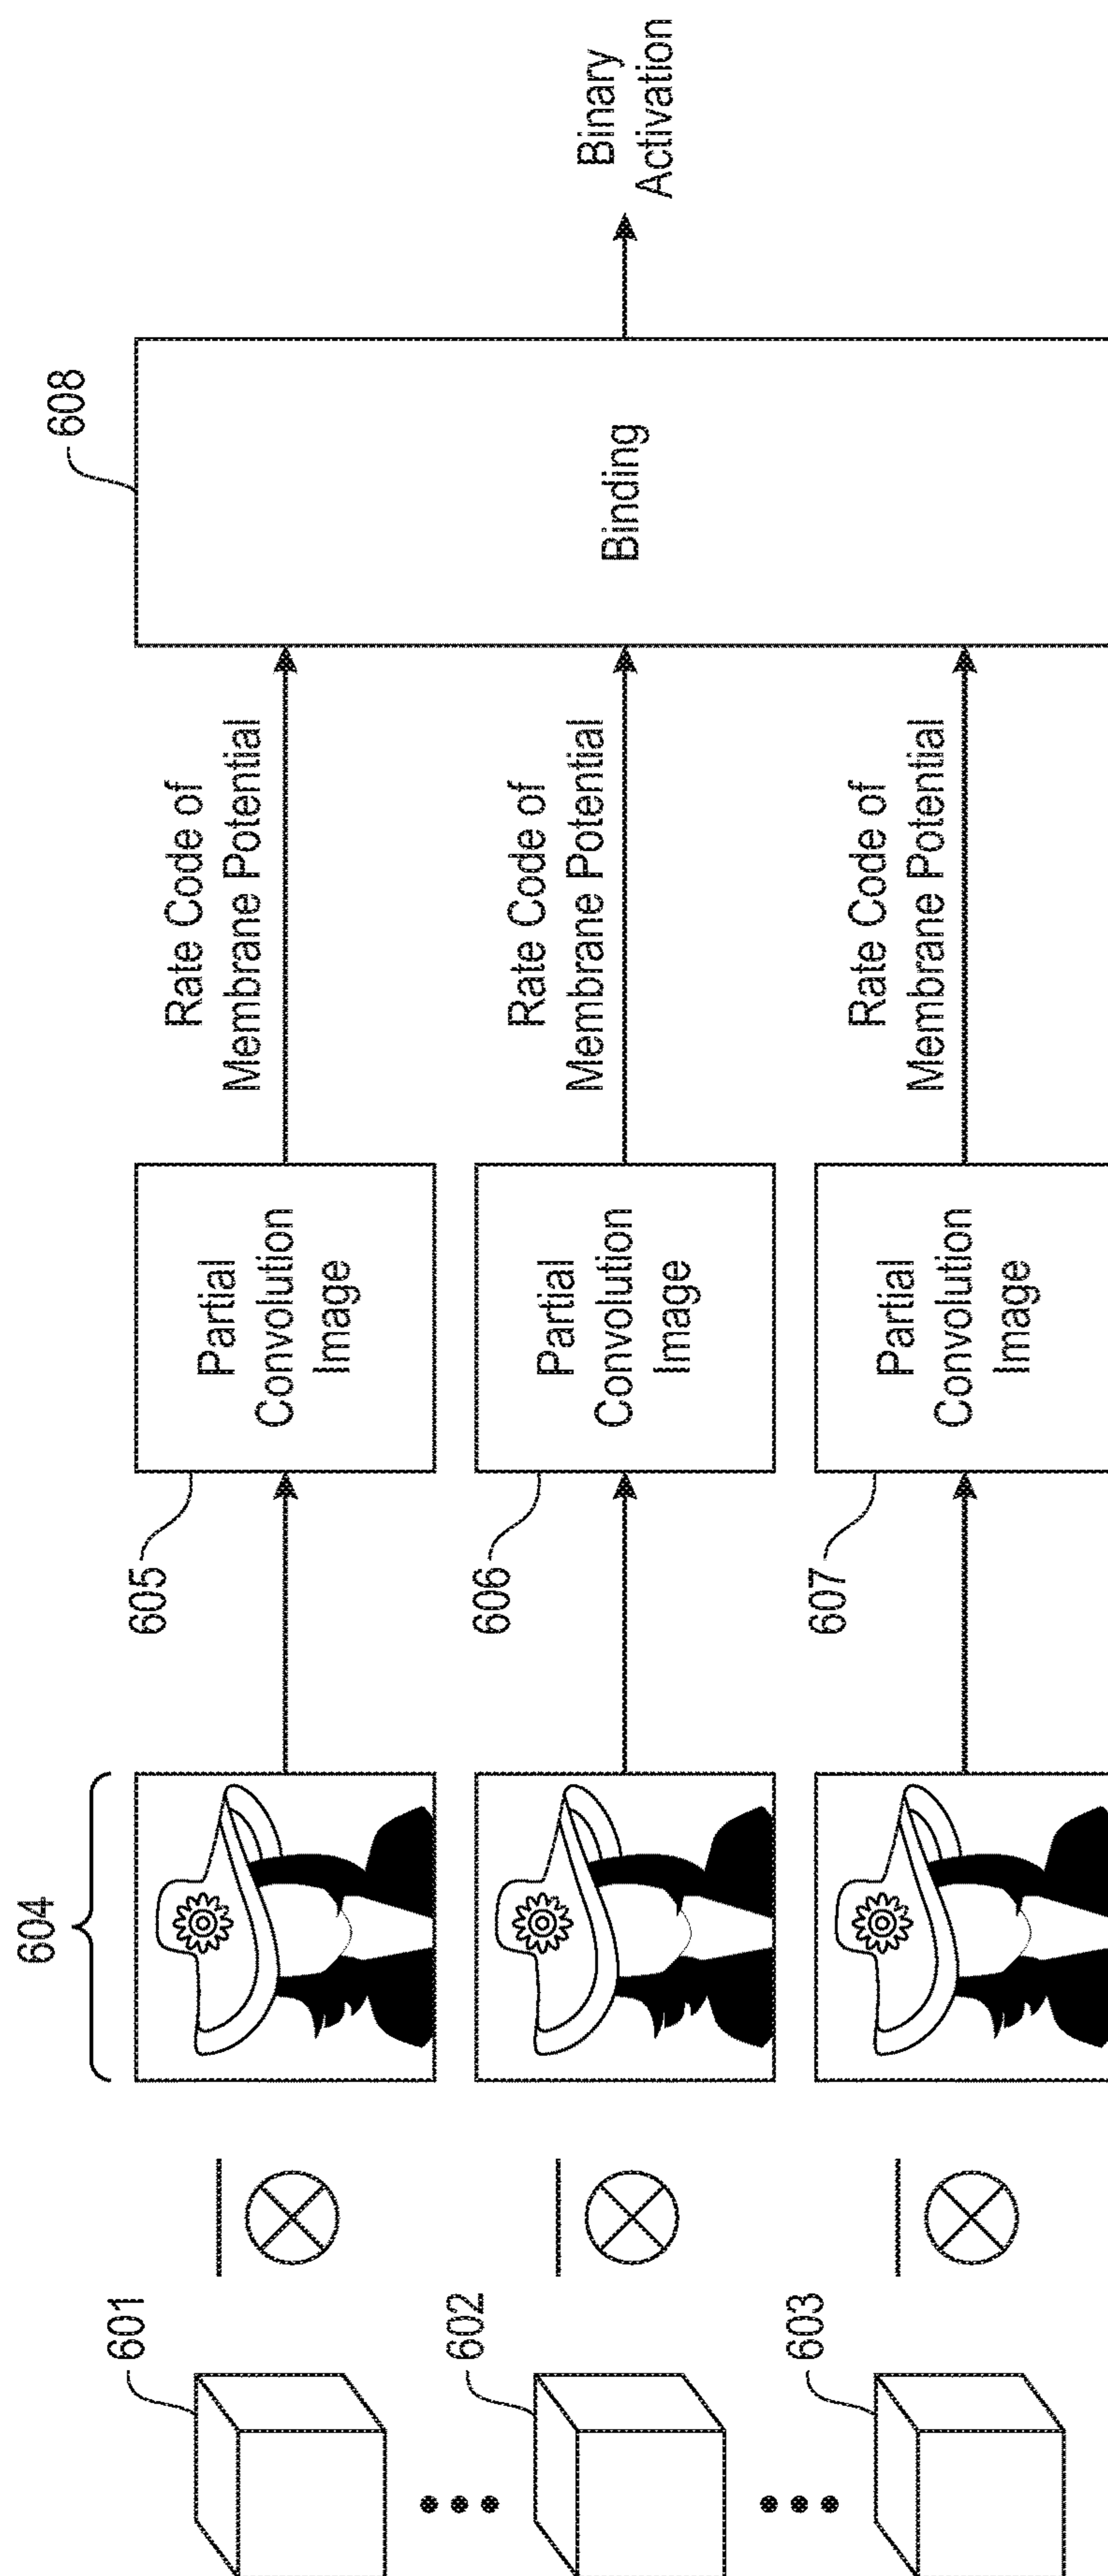 601
602
603
604
605
606
607
Partial
Convolution
Image
Partial
Convolution
Image
Partial
Convolution
Image
Rate Code of
Membrane Potential
Rate Code of
Membrane Potential
Rate Code of
Membrane Potential
608
Binding
Binary
Activation